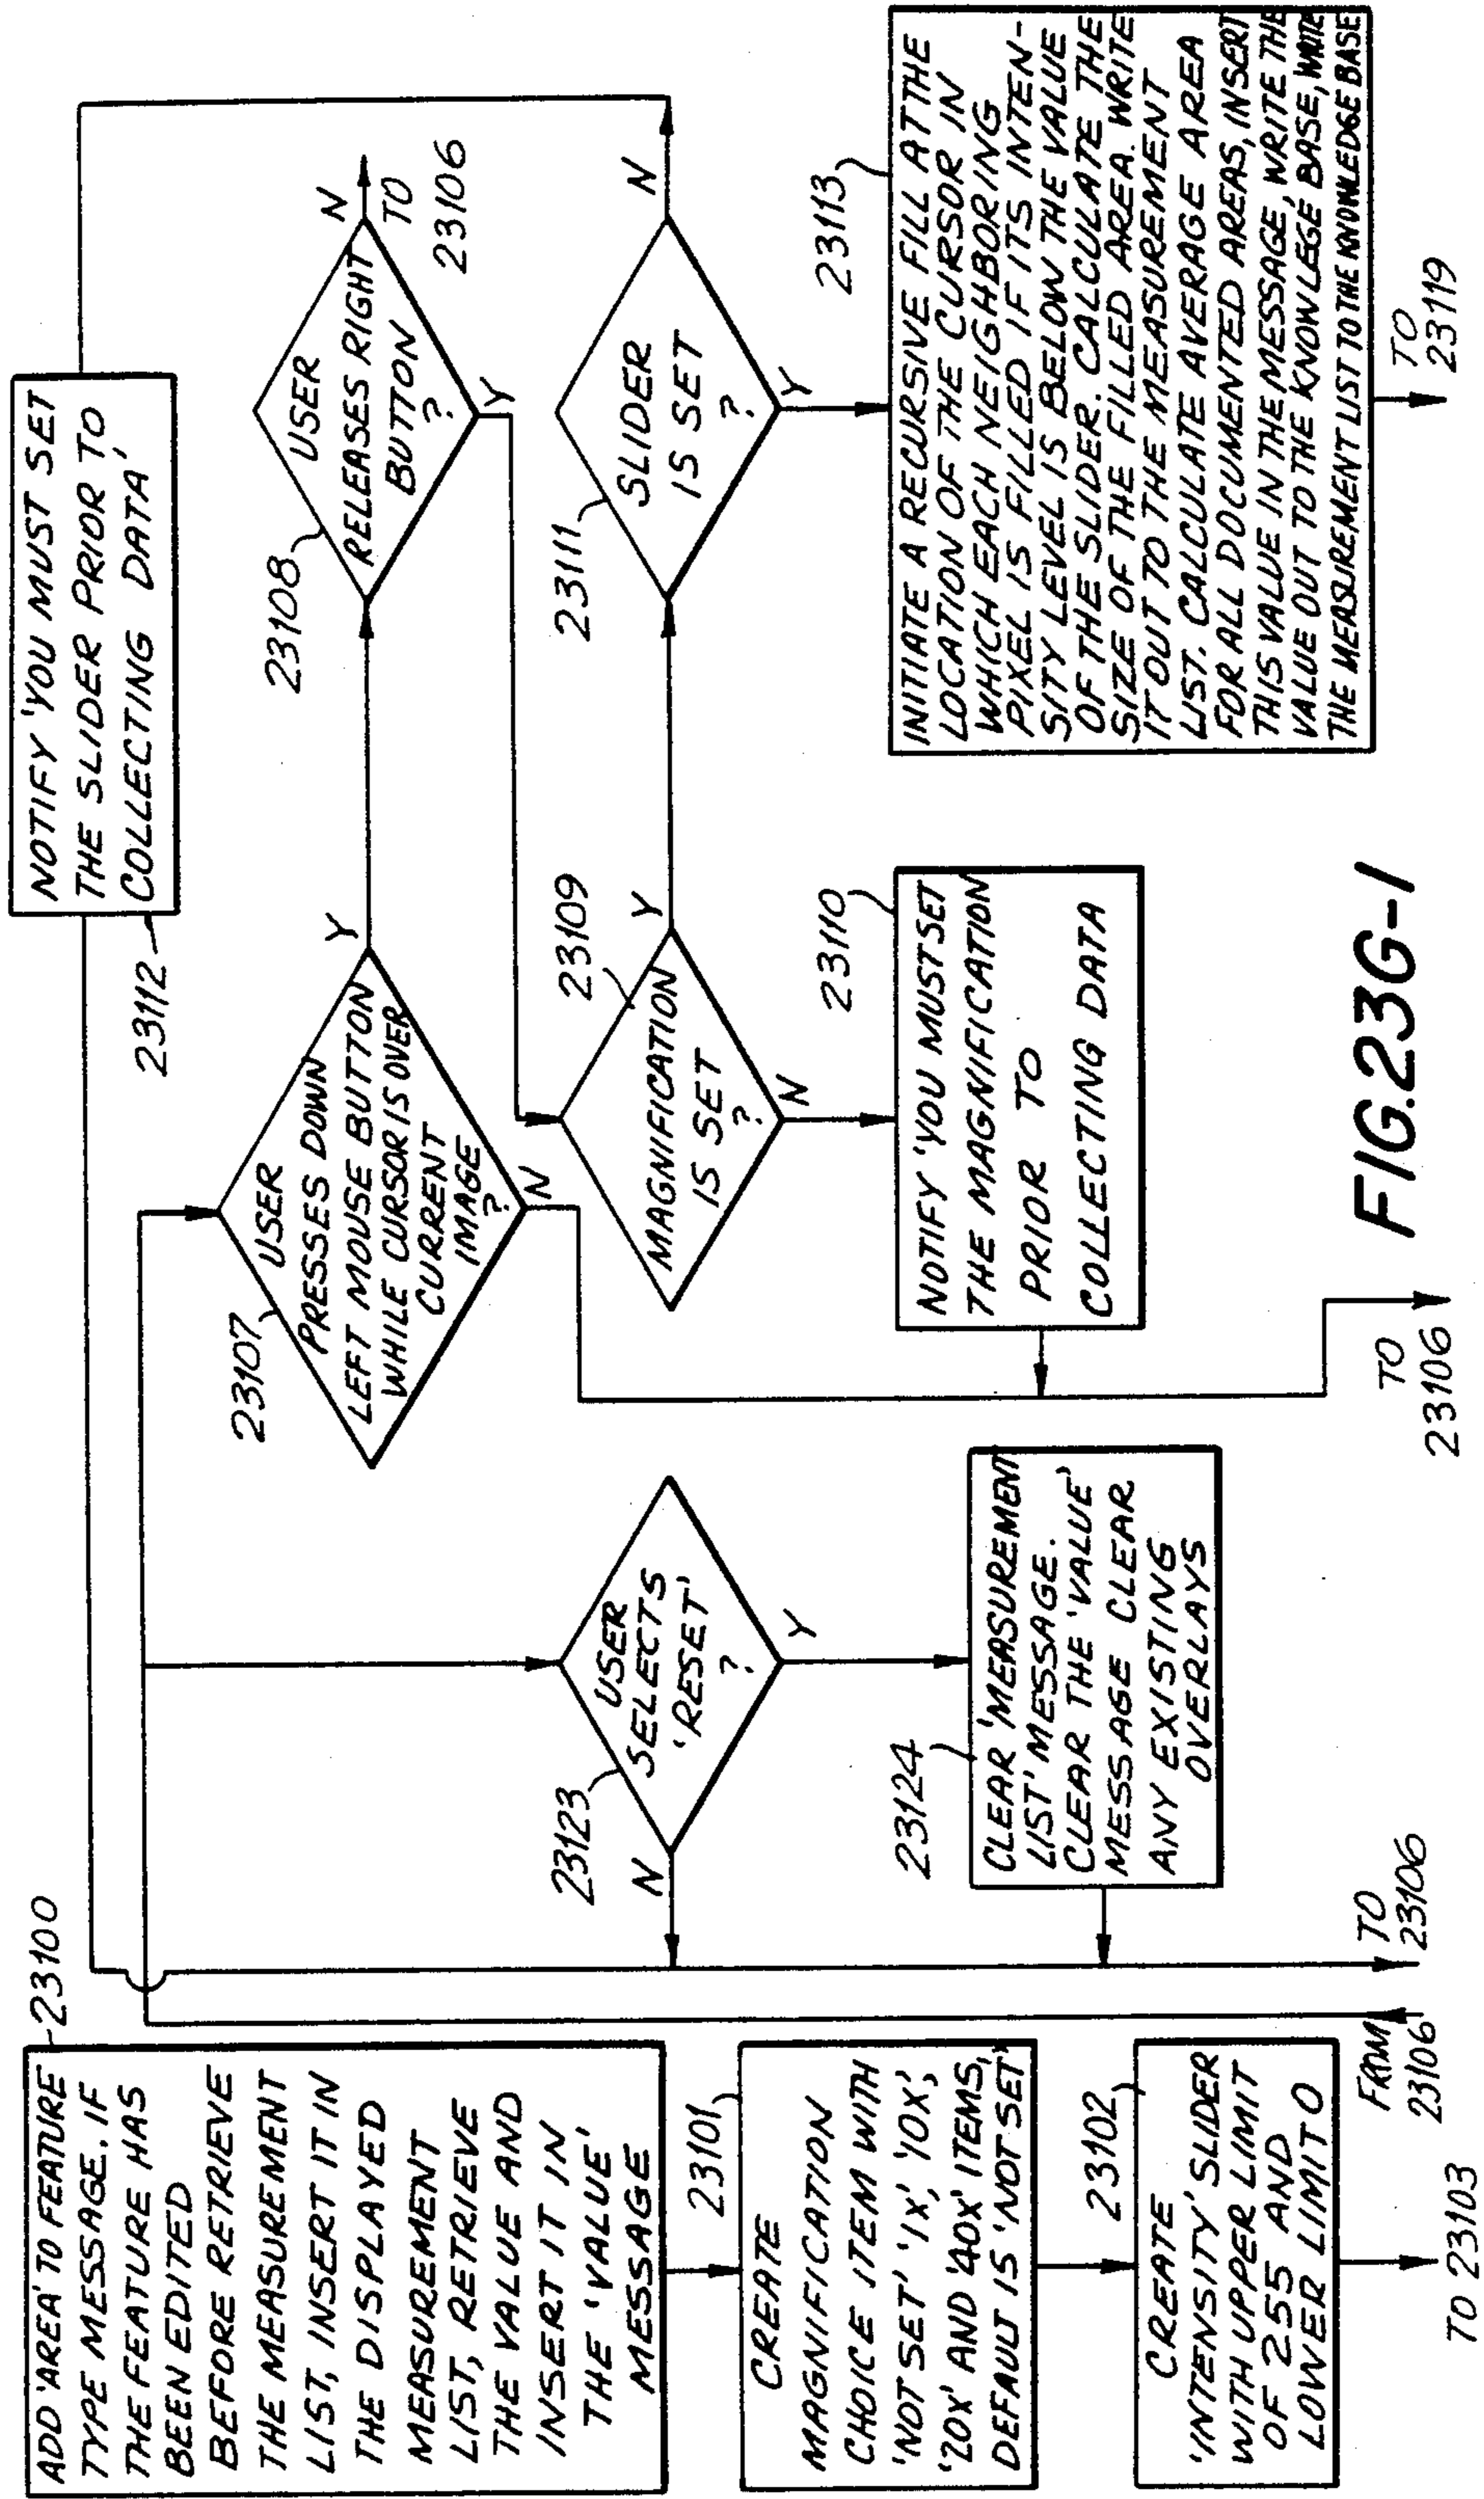 ADD 'AREA' TO FEATURE
TYPE MESSAGE. IF
THE FEATURE HAS
BEEN EDITED
BEFORE RETRIEVE
THE MEASUREMENT
LIST, INSERT IT IN
THE DISPLAYED
MEASUREMENT
LIST, RETRIEVE
THE VALUE AND
INSERT IT IN
THE 'VALUE'
MESSAGE
23100
CREATE
MAGNIFICATION
CHOICE ITEM WITH
'NOT SET' '1X', '10X',
'20X' AND '40X' ITEMS,
DEFAULT IS 'NOT SET'
23101
CREATE
'INTENSITY' SLIDER
WITH UPPER LIMIT
OF 255 AND
LOWER LIMIT 0
23102
TO 23103
FROM
23106
TO
23106
USER
SELECTS
'RESET'
?
23123
N
Y
CLEAR 'MEASUREMENT
LIST' MESSAGE.
CLEAR THE 'VALUE'
MESSAGE CLEAR
ANY EXISTING
OVERLAYS
23124
USER
PRESSES DOWN
LEFT MOUSE BUTTON
WHILE CURSOR IS OVER
CURRENT
IMAGE
?
23107
Y
N
TO
23106
USER
RELEASES RIGHT
BUTTON
?
23108
N
TO
23106
Y
MAGNIFICATION
IS SET
?
23109
Y
N
NOTIFY 'YOU MUST SET
THE MAGNIFICATION
PRIOR TO
COLLECTING DATA
23110
SLIDER
IS SET
?
23111
N
Y
NOTIFY 'YOU MUST SET
THE SLIDER PRIOR TO
COLLECTING DATA,'
23112
INITIATE A RECURSIVE FILL AT THE
LOCATION OF THE CURSOR IN
WHICH EACH NEIGHBORING
PIXEL IS FILLED IF ITS INTEN-
SITY LEVEL IS BELOW THE VALUE
OF THE SLIDER. CALCULATE THE
SIZE OF THE FILLED AREA. WRITE
IT OUT TO THE MEASUREMENT
LIST. CALCULATE AVERAGE AREA
FOR ALL DOCUMENTED AREAS, INSERT
THIS VALUE IN THE MESSAGE, WRITE THE
VALUE OUT TO THE KNOWLEGE BASE, WRITE
THE MEASUREMENT LIST TO THE KNOWLEDGE BASE
23113
TO
23119
FIG. 23G-1